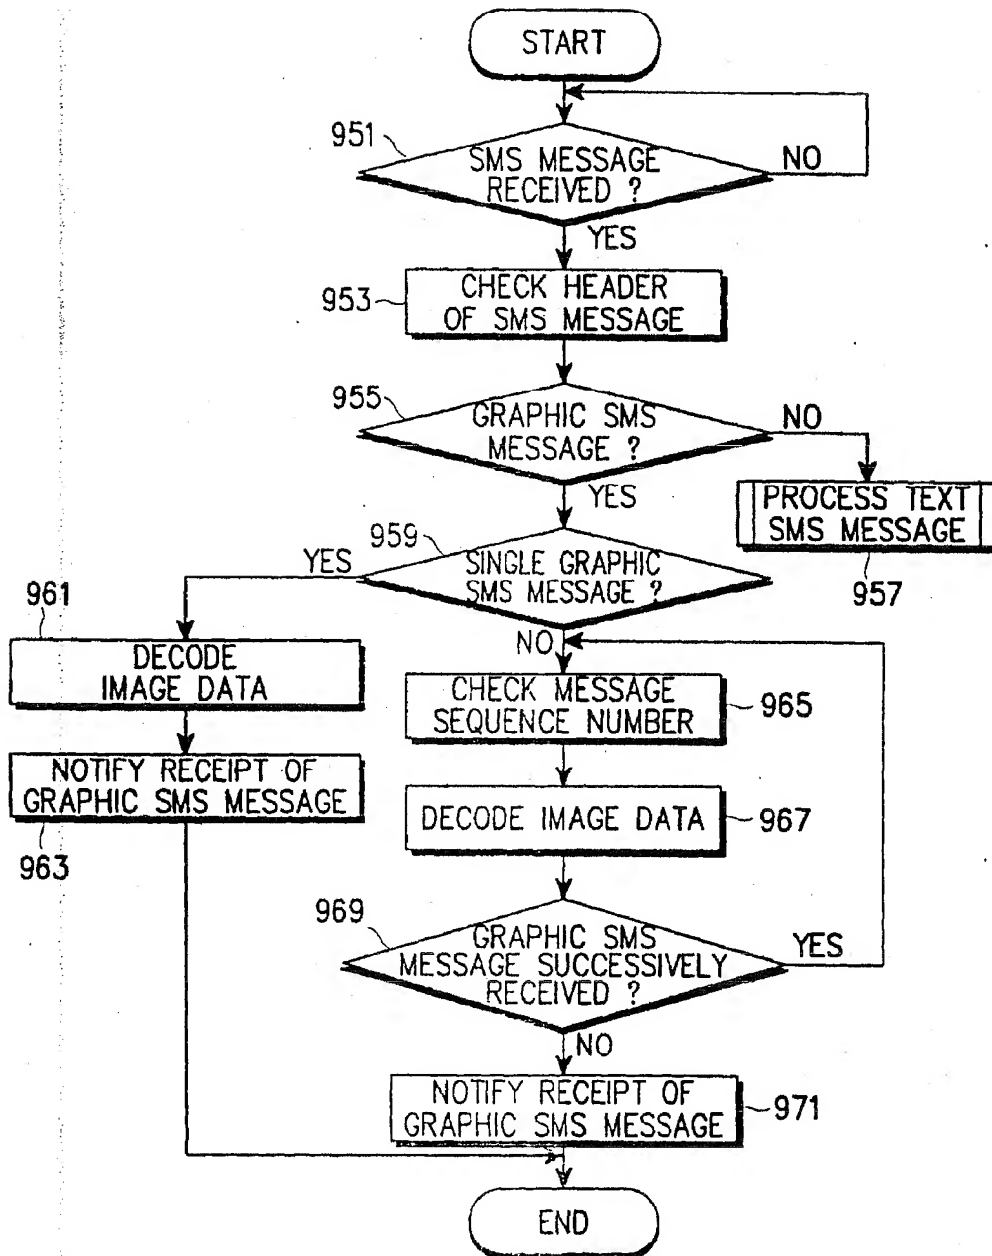 START
951
SMS MESSAGE
RECEIVED ?
NO
YES
953
CHECK HEADER
OF SMS MESSAGE
955
GRAPHIC SMS
MESSAGE ?
NO
YES
PROCESS TEXT
SMS MESSAGE
957
959
SINGLE GRAPHIC
SMS MESSAGE ?
YES
NO
961
DECODE
IMAGE DATA
NOTIFY RECEIPT OF
GRAPHIC SMS MESSAGE
963
CHECK MESSAGE
SEQUENCE NUMBER
965
DECODE IMAGE DATA
967
969
GRAPHIC SMS
MESSAGE SUCCESSIVELY
RECEIVED ?
YES
NO
NOTIFY RECEIPT OF
GRAPHIC SMS MESSAGE
971
END